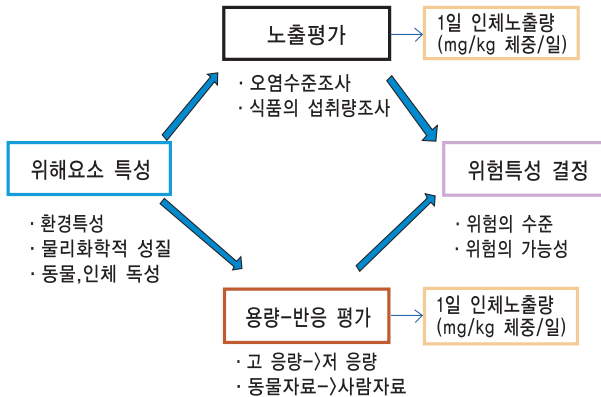 노출평가
1일 인체노출량
(mg/kg 체중/일)
· 오염수준조사
· 식품의 섭취량조사
위해요소 특성
위험특성 결정
· 환경특성
· 물리화학적 성질
· 동물,인체 독성
· 위험의 수준
· 위험의 가능성
용량-반응 평가
1일 인체노출량
(mg/kg 체중/일)
· 고 응량->저 응량
· 동물자료->사람자료